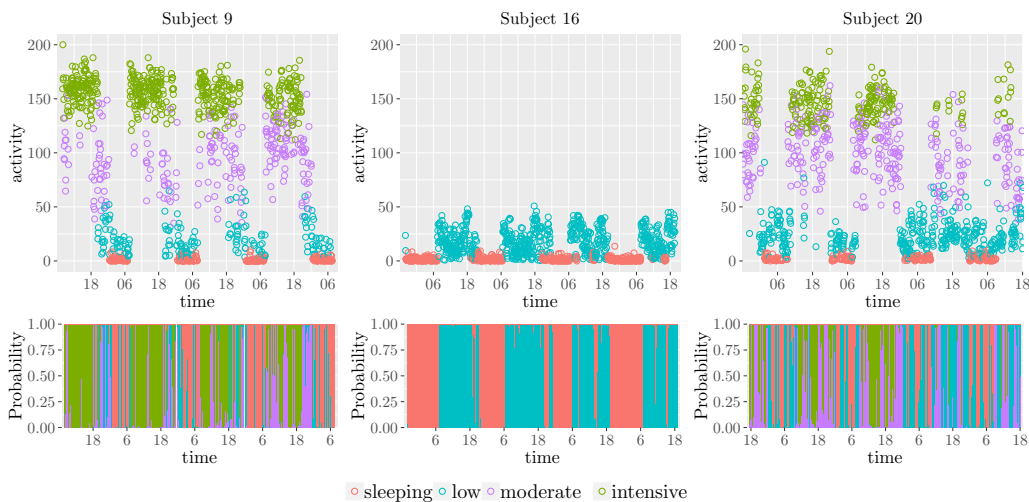 Subject 9
Subject 16
Subject 20
200
150
100
50
0
activity
18 06 18 06 18 06 18 06
time
200
150
100
50
0
activity
06 18 06 18 06 18 06 18
time
200
150
100
50
0
activity
18 06 18 06 18 06 18 06 18
time
1.00
0.75
0.50
0.25
0.00
Probability
18 6 18 6 18 6 18 6
time
1.00
0.75
0.50
0.25
0.00
Probability
6 18 6 18 6 18 6 18
time
1.00
0.75
0.50
0.25
0.00
Probability
18 6 18 6 18 6 18 6 18
time
sleeping low moderate intensive